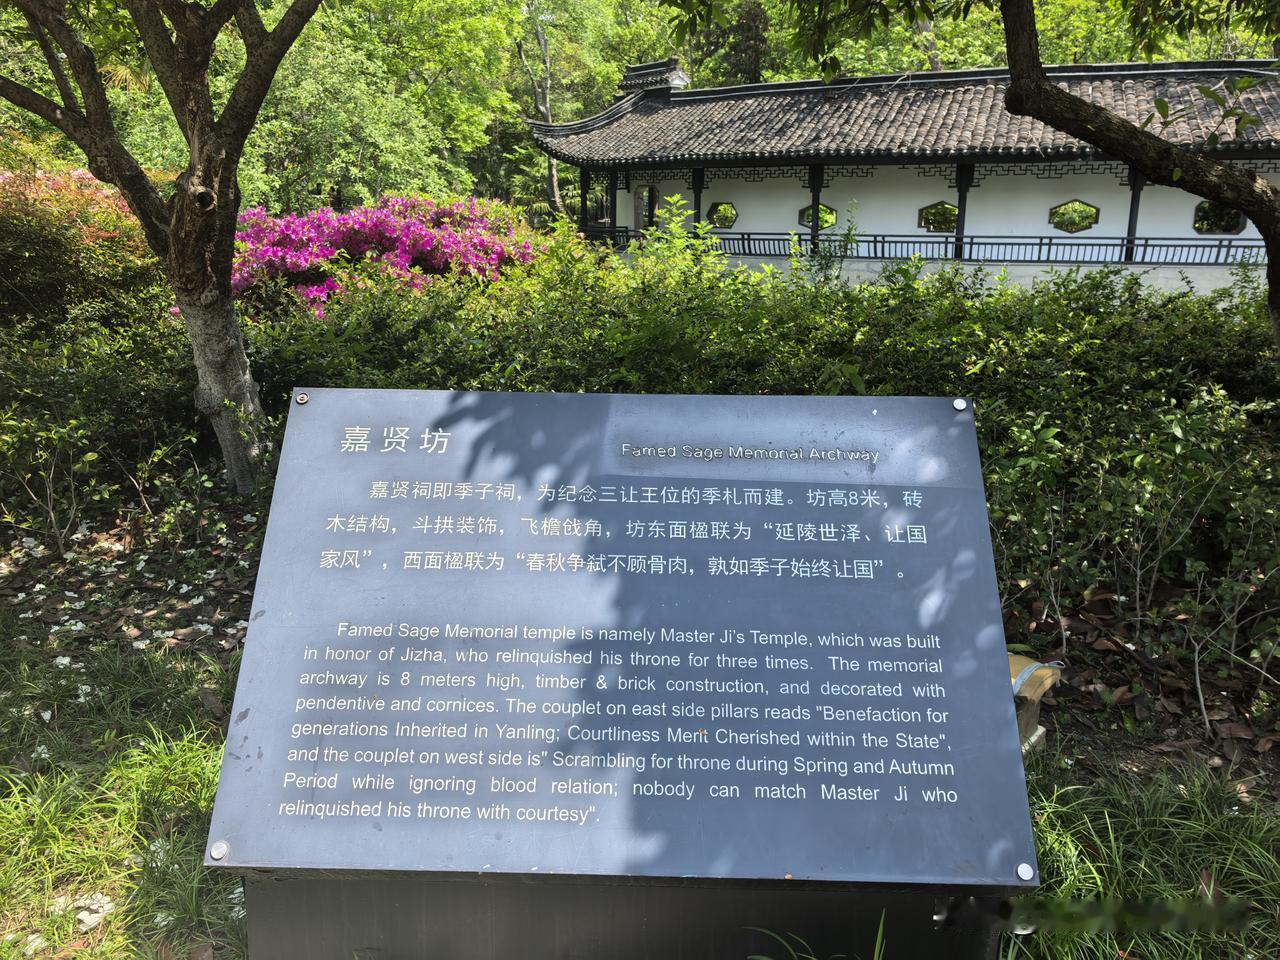 嘉贤坊
Famed Sage Memorial Archway
嘉贤祠即季子祠，为纪念三让王位的季札而建。坊高8米，砖
木结构，斗拱装饰，飞檐戗角，坊东面楹联为“延陵世泽、让国
家风”，西面楹联为“春秋争弑不顾骨肉，孰如季子始终让国”。
Famed Sage Memorial temple is namely Master Ji's Temple, which was built
in honor of Jizha, who relinquished his throne for three times. The memorial
archway is 8 meters high, timber & brick construction, and decorated with
pendentive and cornices. The couplet on east side pillars reads "Benefaction for
generations Inherited in Yanling; Courtliness Merit Cherished within the State",
and the couplet on west side is" Scrambling for throne during Spring and Autumn
Period while ignoring blood relation; nobody can match Master Ji who
relinquished his throne with courtesy".